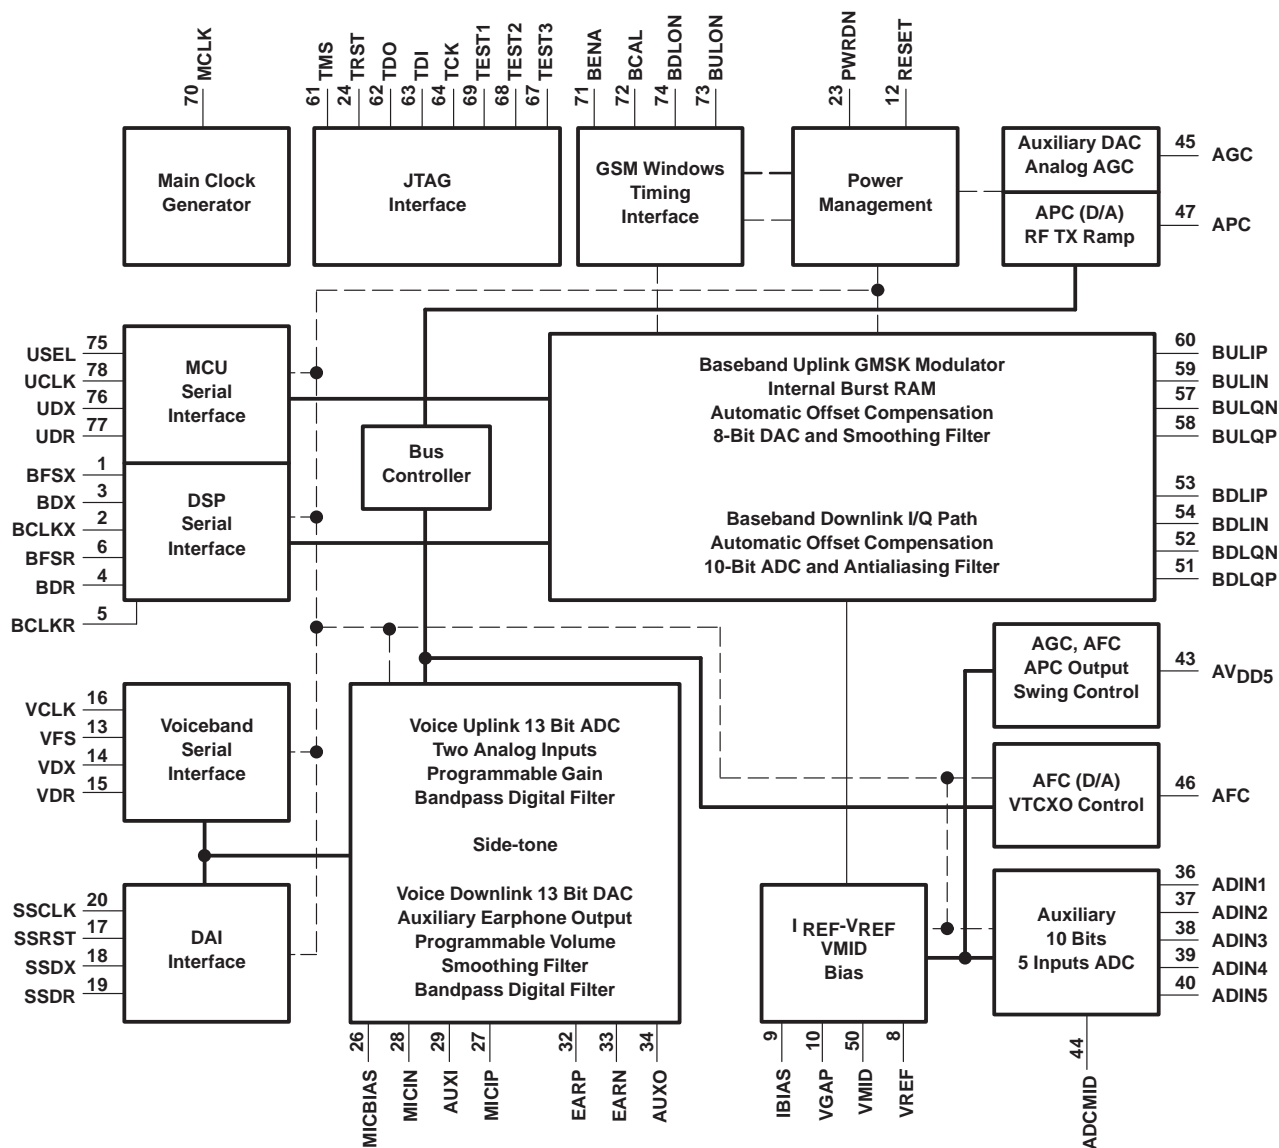 70 MCLK
61 TMS
24 TRST
62 TDO
63 TDI
64 TCK
69 TEST1
68 TEST2
67 TEST3
71 BENA
72 BCAL
74 BDLON
73 BULON
23 PWRDN
12 RESET
Main Clock
Generator
JTAG
Interface
GSM Windows
Timing
Interface
Power
Management
Auxiliary DAC
Analog AGC
45 AGC
APC (D/A)
RF TX Ramp
47 APC
USEL 75
UCLK 78
UDX 76
UDR 77
MCU
Serial
Interface
BFSX 1
BDX 3
BCLKX 2
BFSR 6
BDR 4
BCLKR 5
DSP
Serial
Interface
Bus
Controller
Baseband Uplink GMSK Modulator
Internal Burst RAM
Automatic Offset Compensation
8-Bit DAC and Smoothing Filter
Baseband Downlink I/Q Path
Automatic Offset Compensation
10-Bit ADC and Antialiasing Filter
60 BULIP
59 BULIN
57 BULQN
58 BULQP
53 BDLIP
54 BDLIN
52 BDLQN
51 BDLQP
AGC, AFC
APC Output
Swing Control
43 AVDD5
VCLK 16
VFS 13
VDX 14
VDR 15
Voiceband
Serial
Interface
Voice Uplink 13 Bit ADC
Two Analog Inputs
Programmable Gain
Bandpass Digital Filter
Side-tone
Voice Downlink 13 Bit DAC
Auxiliary Earphone Output
Programmable Volume
Smoothing Filter
Bandpass Digital Filter
AFC (D/A)
VTCXO Control
46 AFC
SSCLK 20
SSRST 17
SSDX 18
SSDR 19
DAI
Interface
I REF-VREF
VMID
Bias
Auxiliary
10 Bits
5 Inputs ADC
36 ADIN1
37 ADIN2
38 ADIN3
39 ADIN4
40 ADIN5
26 MICBIAS
28 MICIN
29 AUXI
27 MICIP
32 EARP
33 EARN
34 AUXO
9 IBIAS
10 VGAP
50 VMID
8 VREF
44 ADCMID